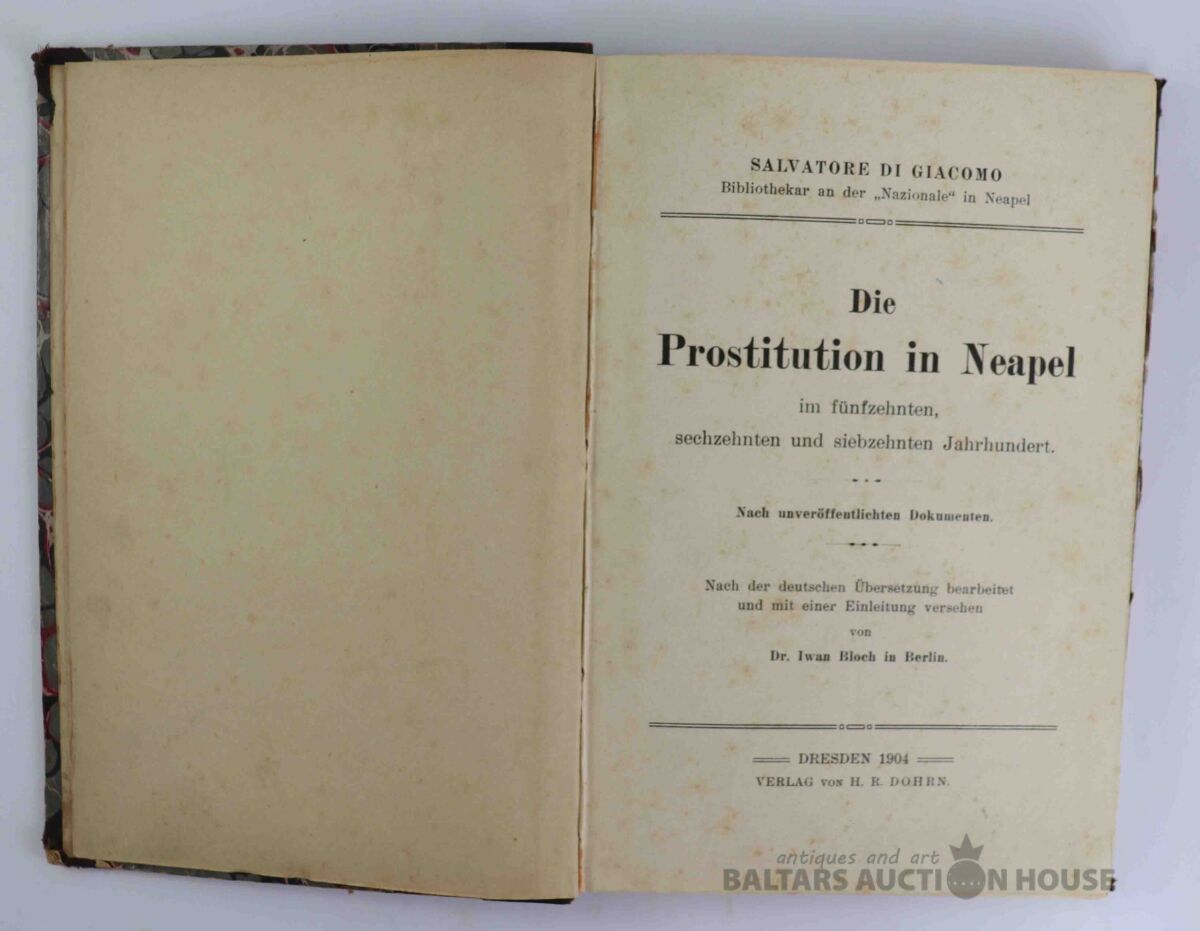 SALVATORE DI GIACOMO
Bibliothekar an der „Nazionale“ in Neapel
Die
Prostitution in Neapel
im fünfzehnten,
sechzehnten und siebzehnten Jahrhundert.
Nach unveröffentlichten Dokumenten.
Nach der deutschen Übersetzung bearbeitet
und mit einer Einleitung versehen
von
Dr. Iwan Bloch in Berlin.
DRESDEN 1904
VERLAG VON H. R. DOHRN.
antiques and art
BALTARS AUCTION HOUSE